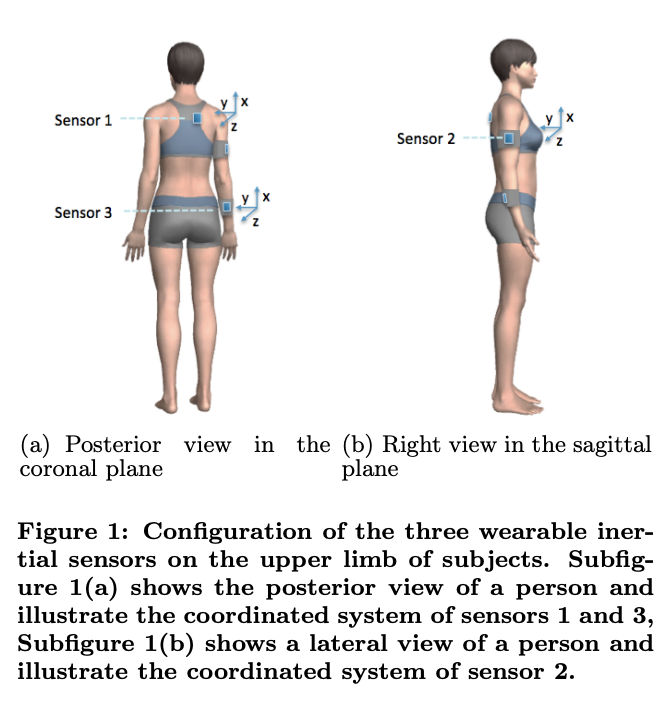 y x
Sensor 1
z
y x
Sensor 2
z
y x
Sensor 3
z
(a) Posterior view in the
coronal plane
(b) Right view in the sagittal
plane
Figure 1: Configuration of the three wearable iner-
tial sensors on the upper limb of subjects. Subfig-
ure 1(a) shows the posterior view of a person and
illustrate the coordinated system of sensors 1 and 3,
Subfigure 1(b) shows a lateral view of a person and
illustrate the coordinated system of sensor 2.